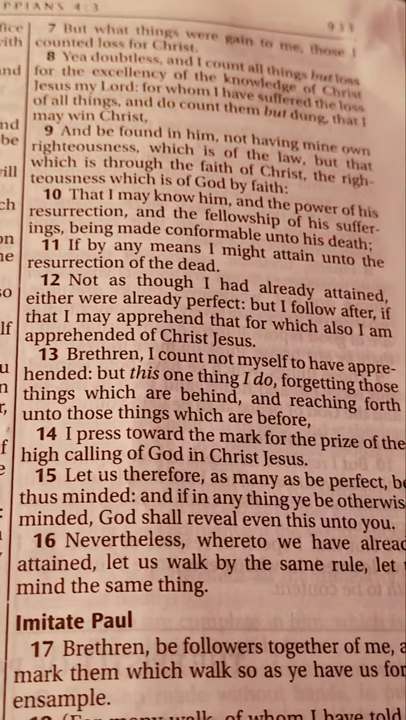 PPIANS 4:3
933
7 But what things were gain to me, those I
counted loss for Christ.
8 Yea doubtless, and I count all things but loss
for the excellency of the knowledge of Christ
Jesus my Lord: for whom I have suffered the loss
of all things, and do count them but dung, that I
may win Christ,
9 And be found in him, not having mine own
righteousness, which is of the law, but that
which is through the faith of Christ, the righ-
teousness which is of God by faith:
10 That I may know him, and the power of his
resurrection, and the fellowship of his suffer-
ings, being made conformable unto his death;
11 If by any means I might attain unto the
resurrection of the dead.
12 Not as though I had already attained,
either were already perfect: but I follow after, if
that I may apprehend that for which also I am
apprehended of Christ Jesus.
13 Brethren, I count not myself to have appre-
hended: but this one thing I do, forgetting those
things which are behind, and reaching forth
unto those things which are before,
14 I press toward the mark for the prize of the
high calling of God in Christ Jesus.
15 Let us therefore, as many as be perfect, be
thus minded: and if in any thing ye be otherwis
minded, God shall reveal even this unto you.
16 Nevertheless, whereto we have alread
attained, let us walk by the same rule, let
mind the same thing.
Imitate Paul
17 Brethren, be followers together of me, a
mark them which walk so as ye have us for
ensample.
18 (For many walk, of whom I have told